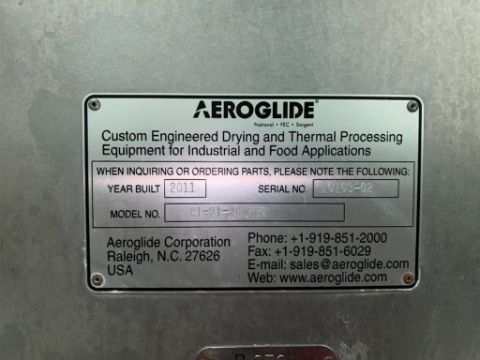 AEROGLIDE®
National • FEC • Sargent
Custom Engineered Drying and Thermal Processing
Equipment for Industrial and Food Applications
WHEN INQUIRING OR ORDERING PARTS, PLEASE NOTE THE FOLLOWING:
YEAR BUILT 2011 SERIAL NO.
MODEL NO.
Aeroglide Corporation
Raleigh, N.C. 27626
USA
Phone: +1-919-851-2000
Fax: +1-919-851-6029
E-mail: sales@aeroglide.com
Web: www.aeroglide.com